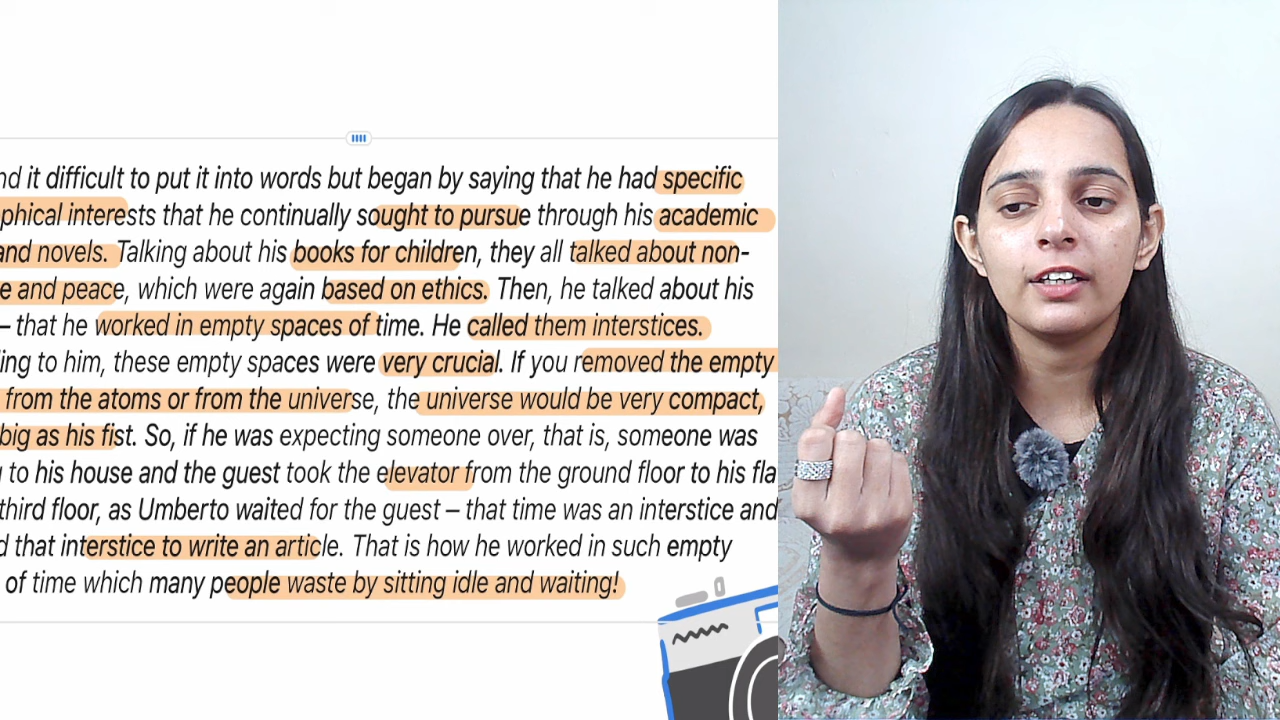 nd it difficult to put it into words but began by saying that he had specific
phical interests that he continually sought to pursue through his academic
and novels. Talking about his books for children, they all talked about non-
e and peace, which were again based on ethics. Then, he talked about his
– that he worked in empty spaces of time. He called them interstices.
ing to him, these empty spaces were very crucial. If you removed the empty
from the atoms or from the universe, the universe would be very compact,
big as his fist. So, if he was expecting someone over, that is, someone was
to his house and the guest took the elevator from the ground floor to his fla
third floor, as Umberto waited for the guest – that time was an interstice and
d that interstice to write an article. That is how he worked in such empty
of time which many people waste by sitting idle and waiting!